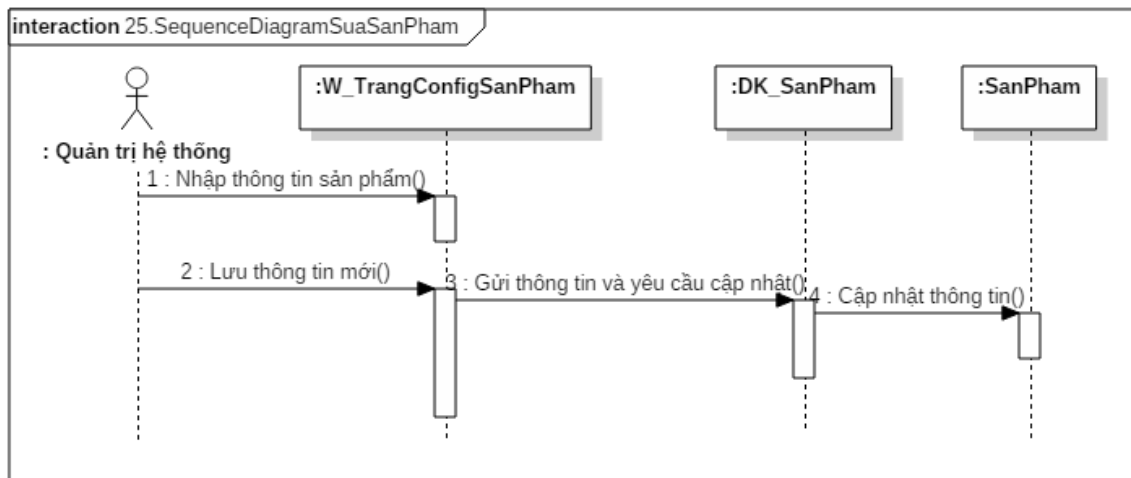 interaction 25.SequenceDiagramSuaSanPham
:W_TrangConfigSanPham
:DK_SanPham
:SanPham
: Quản trị hệ thống
1 : Nhập thông tin sản phẩm()
2 : Lưu thông tin mới()
3 : Gửi thông tin và yêu cầu cập nhật()
4 : Cập nhật thông tin()